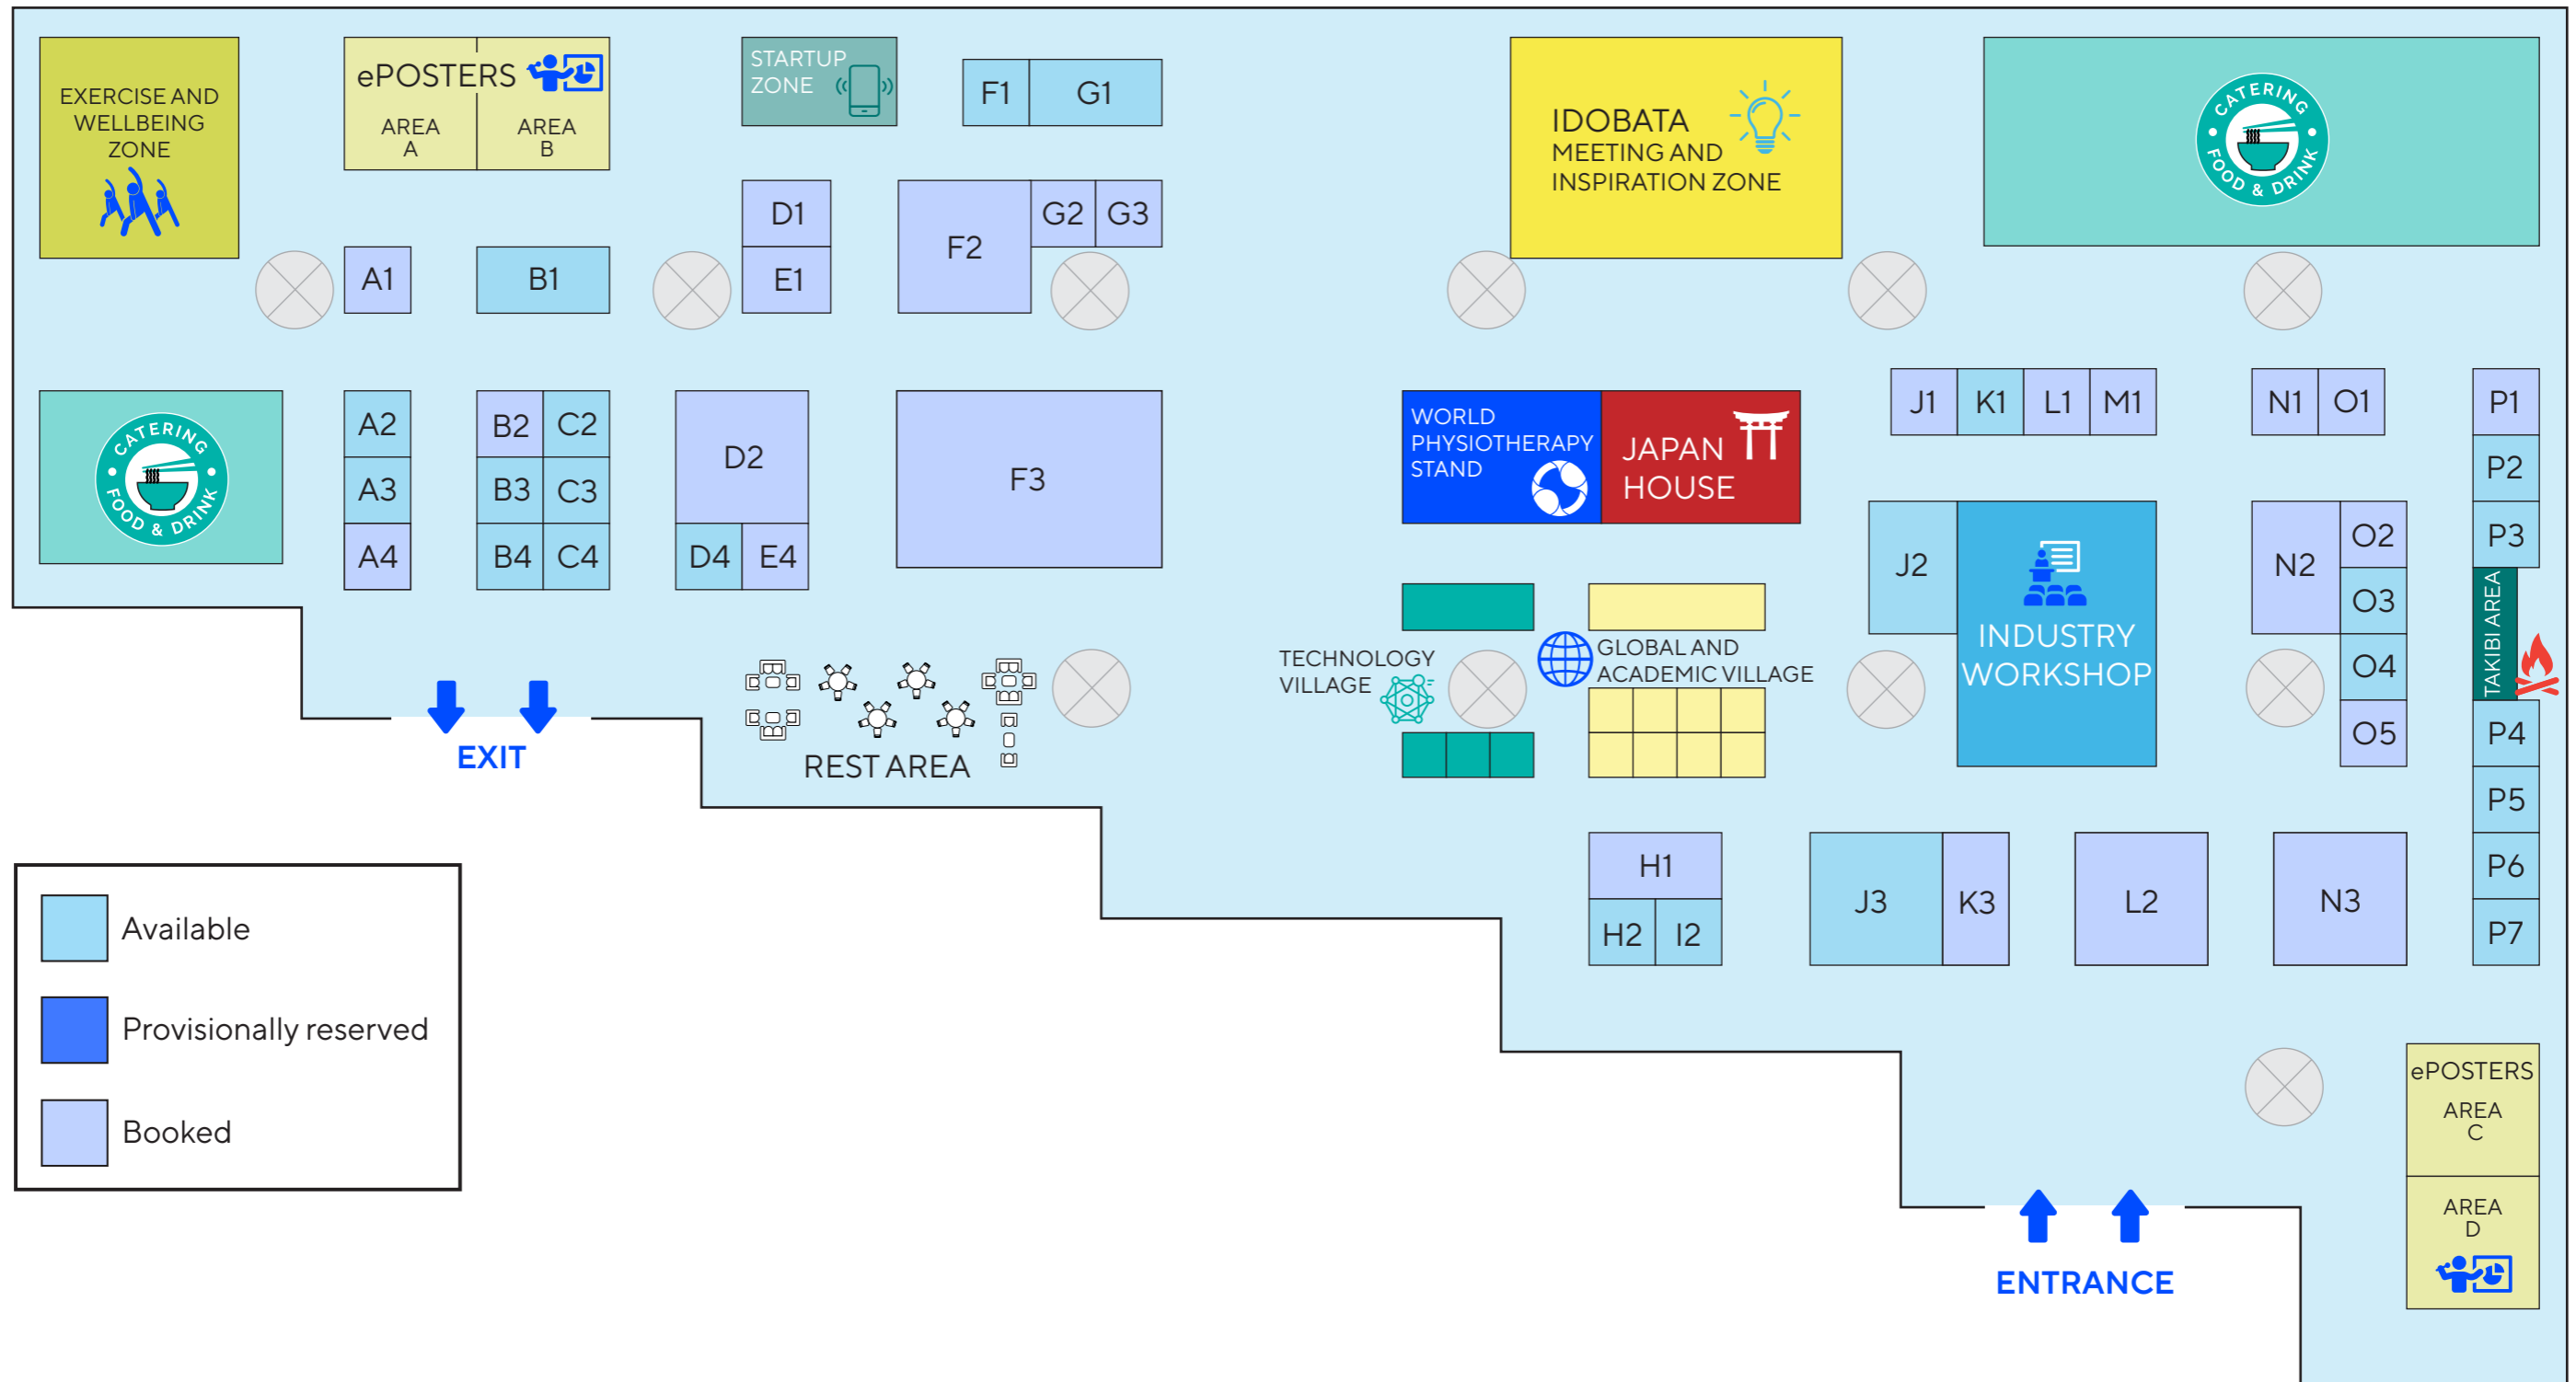 EXERCISE AND
WELLBEING
ZONE
ePOSTERS
AREA
A
AREA
B
STARTUP
ZONE
F1
G1
IDOBATA
MEETING AND
INSPIRATION ZONE
CATERING
FOOD & DRINK
D1
E1
F2
G2
G3
A1
B1
CATERING
FOOD & DRINK
A2
A3
A4
B2
C2
B3
C3
B4
C4
D2
D4
E4
F3
WORLD
PHYSIOTHERAPY
STAND
JAPAN
HOUSE
J1
K1
L1
M1
N1
O1
P1
P2
P3
J2
INDUSTRY
WORKSHOP
N2
O2
O3
O4
O5
TAKIBI AREA
P4
P5
P6
P7
TECHNOLOGY
VILLAGE
GLOBAL AND
ACADEMIC VILLAGE
EXIT
REST AREA
H1
H2
I2
J3
K3
L2
N3
Available
Provisionally reserved
Booked
ePOSTERS
AREA
C
AREA
D
ENTRANCE